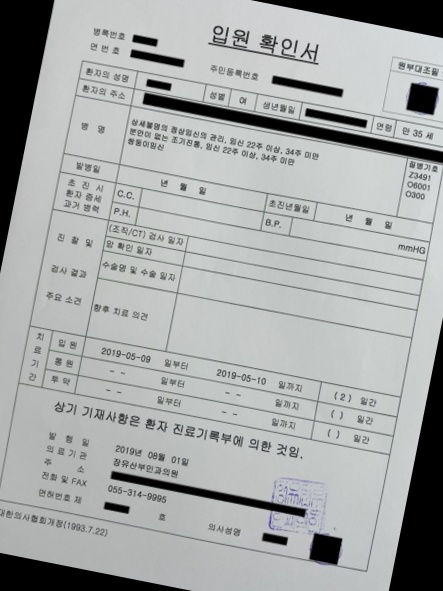 입원 확인서
병록번호
연 번 호
주민등록번호
원부대조필
환자의 성명 성별 여 생년월일 연령 만 35 세
환자의 주소
병 명
상세불명의 정상임신의 관리, 임신 22주 이상, 34주 미만
분만이 없는 조기진통, 임신 22주 이상, 34주 미만
쌍둥이임신
질병기호
Z3491
O6001
O300
발병일 년 월 일 초진년월일 년 월 일
초 진 시
환자 증세
과거 병력
C.C. B.P. mmHG
P.H.
진 찰 및
검사 결과
주요 소견
(조직/CT) 검사 일자
암 확인 일자
수술명 및 수술 일자
향후 치료 의견
치료기간
입 원 2019-05-09 일부터 2019-05-10 일까지 ( 2 ) 일간
통 원 - - 일부터 - - 일까지 ( ) 일간
투 약 - - 일부터 - - 일까지 ( ) 일간
상기 기재사항은 환자 진료기록부에 의한 것임.
발 행 일 2019년 08월 01일
의 료 기 관 장유산부인과의원
주 소
전화 및 FAX 055-314-9995
면허번호 제 호 의사성명
대한의사협회개정(1993.7.22)